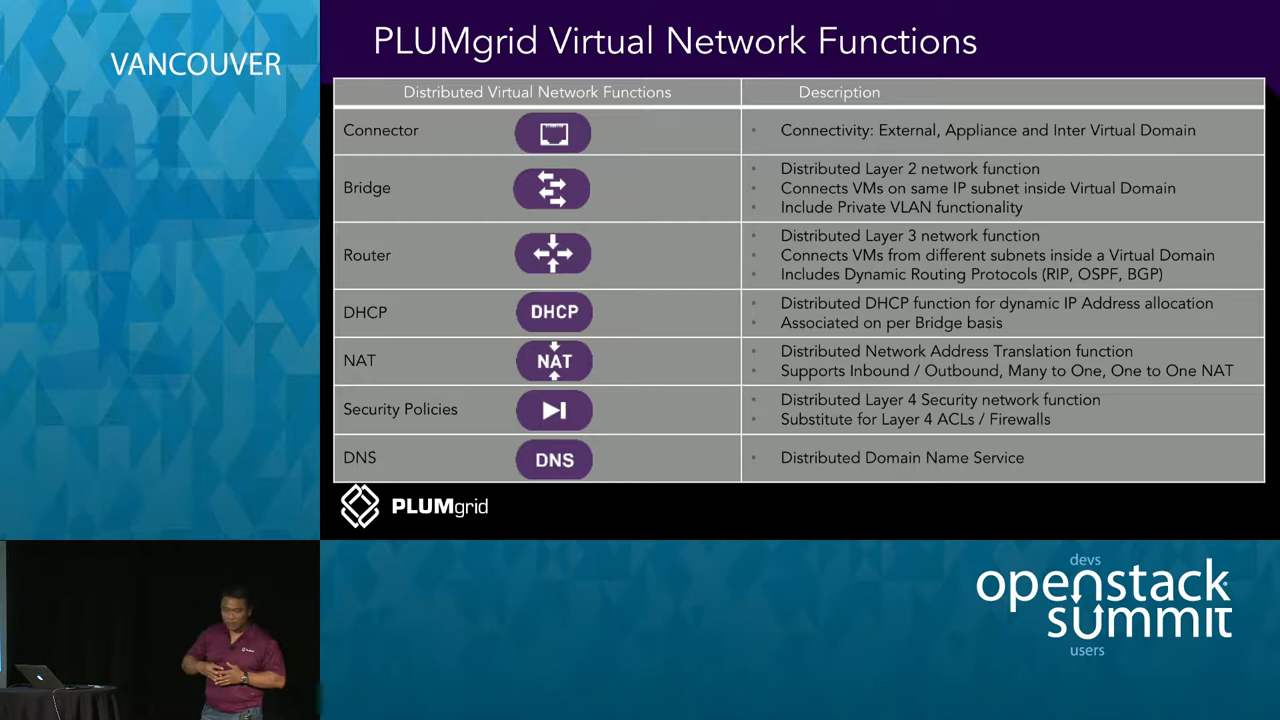 VANCOUVER
PLUMgrid Virtual Network Functions
Distributed Virtual Network Functions
Description
Connector
• Connectivity: External, Appliance and Inter Virtual Domain
Bridge
• Distributed Layer 2 network function
• Connects VMs on same IP subnet inside Virtual Domain
• Include Private VLAN functionality
Router
• Distributed Layer 3 network function
• Connects VMs from different subnets inside a Virtual Domain
• Includes Dynamic Routing Protocols (RIP, OSPF, BGP)
DHCP
DHCP
• Distributed DHCP function for dynamic IP Address allocation
• Associated on per Bridge basis
NAT
NAT
• Distributed Network Address Translation function
• Supports Inbound / Outbound, Many to One, One to One NAT
Security Policies
• Distributed Layer 4 Security network function
• Substitute for Layer 4 ACLs / Firewalls
DNS
DNS
• Distributed Domain Name Service
PLUMgrid
devs
openstack
summit
users